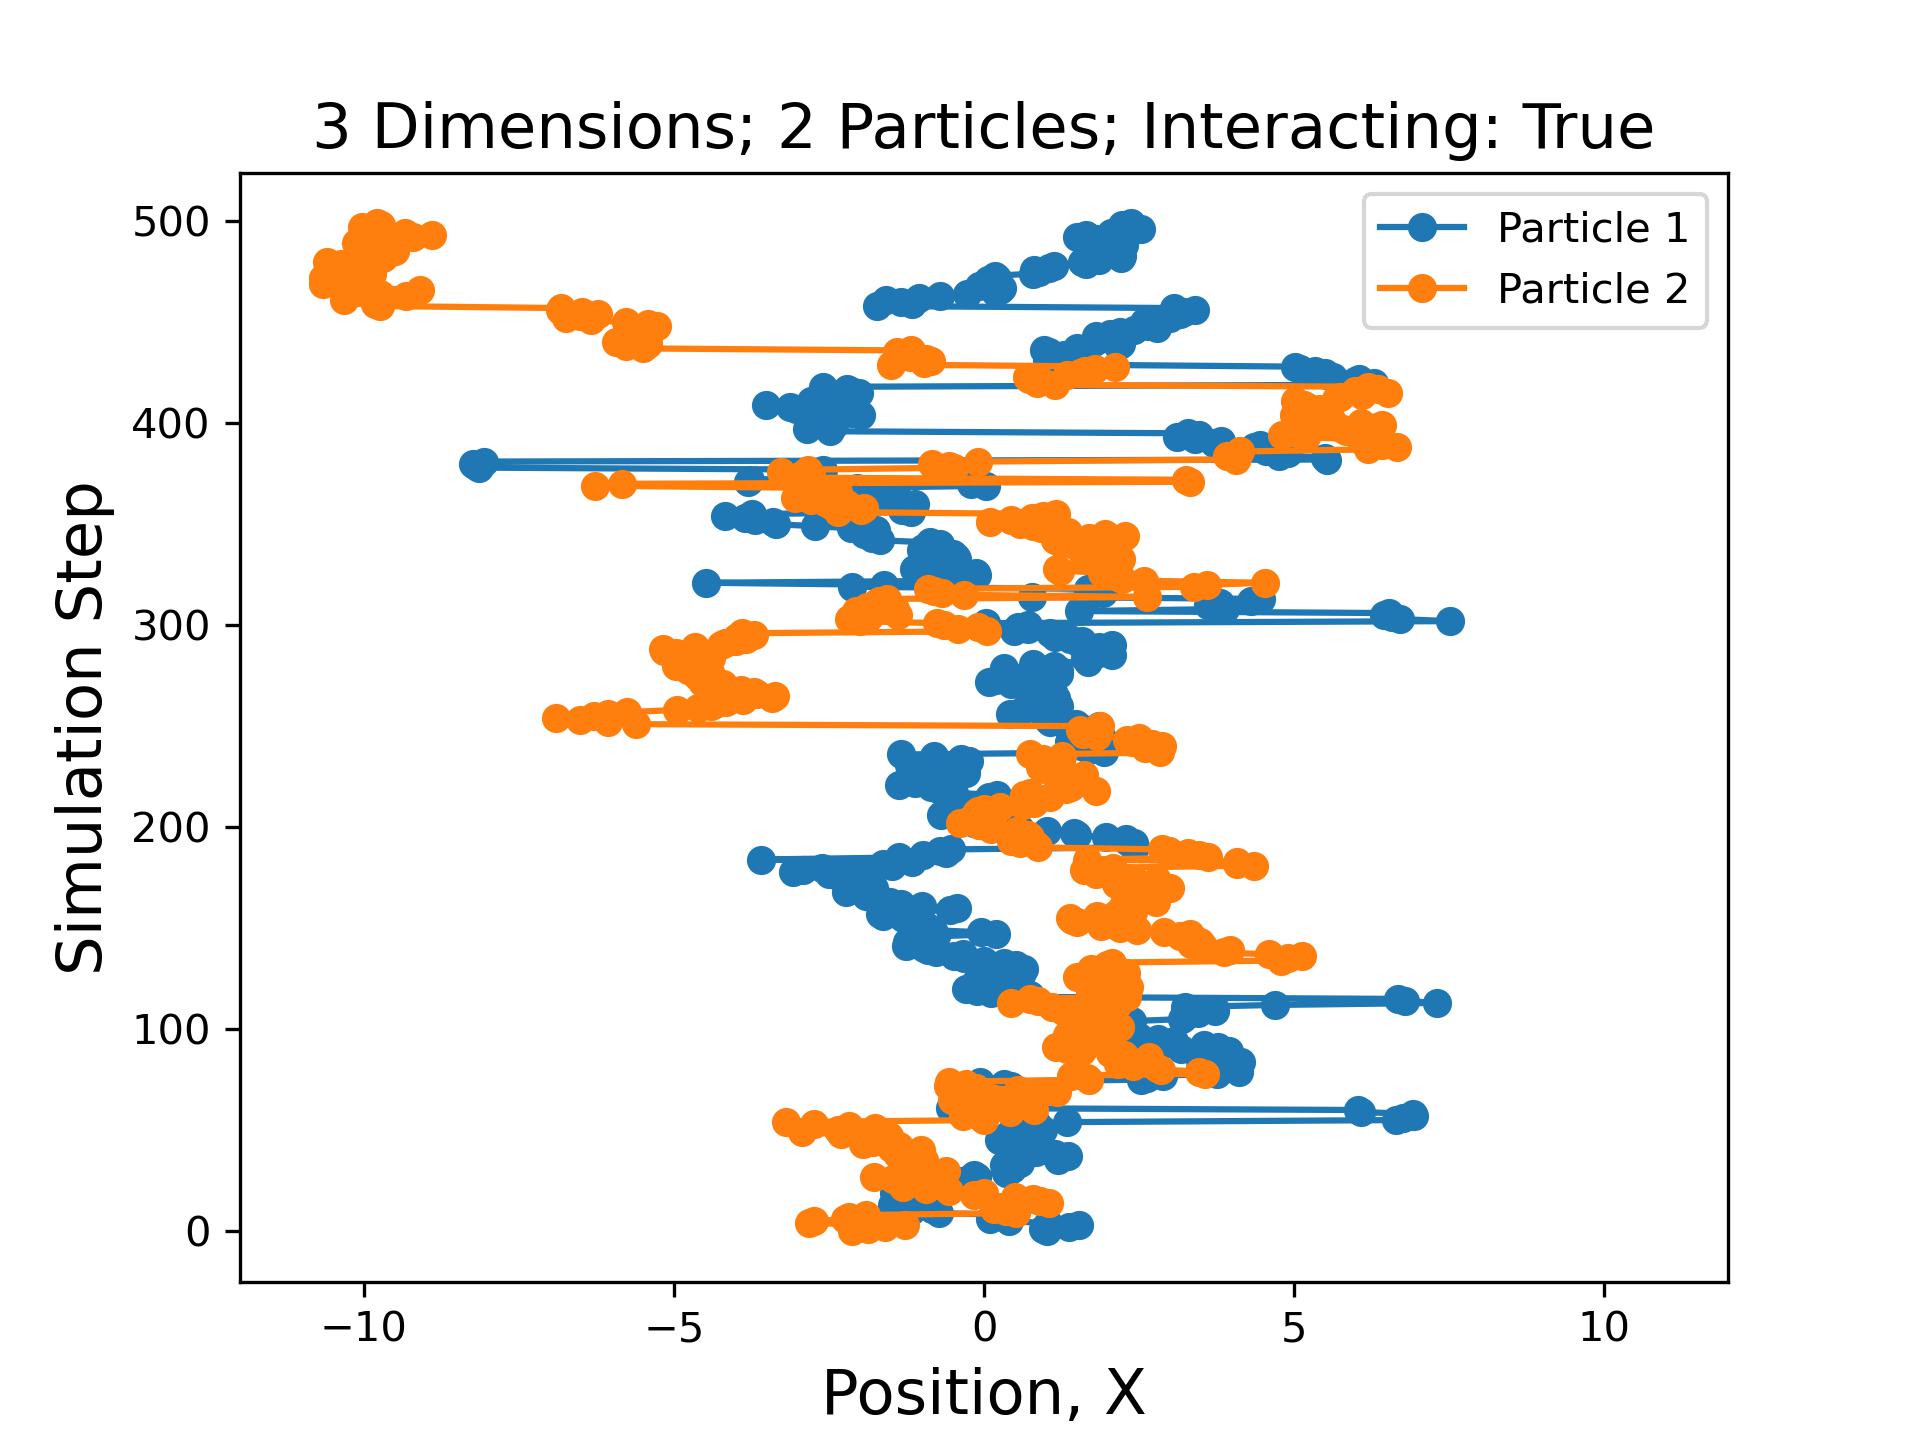 3 Dimensions; 2 Particles; Interacting: True
Particle 1
Particle 2
Simulation Step
500
400
300
200
100
0
−10
−5
0
5
10
Position, X